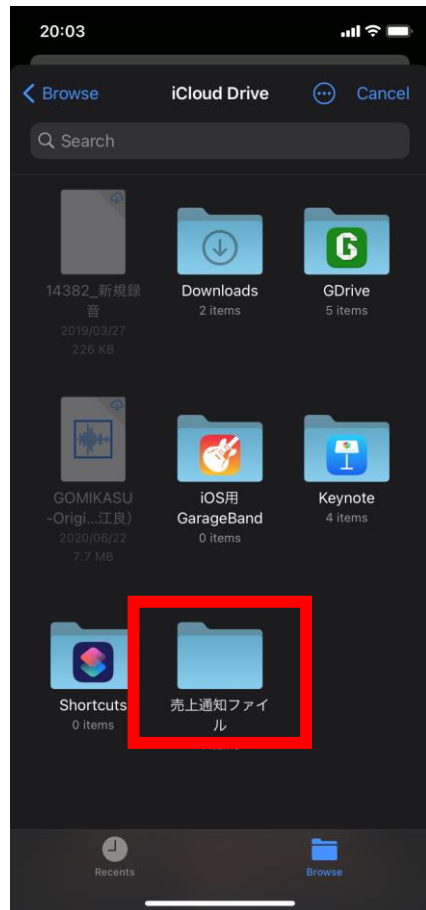 20:03
Browse
iCloud Drive
Cancel
Search
14382_新規録
音
2019/03/27
226 KB
Downloads
2 items
GDrive
5 items
GOMIKASU
-Origi...江良）
2020/06/22
7.7 MB
iOS用
GarageBand
0 items
Keynote
4 items
Shortcuts
0 items
売上通知ファイ
ル
Recents
Browse